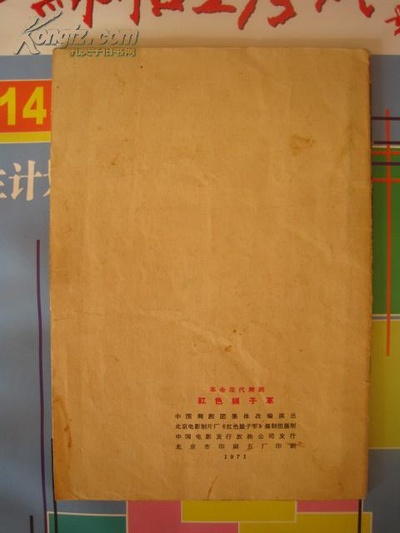 Kongfz.com
孔夫子旧书网
14
生计
革命现代舞剧
红色娘子军
中国舞剧团集体改编演出
北京电影制片厂《红色娘子军》摄制组摄制
中国电影发行放映公司发行
北京市印刷五厂印刷
1971